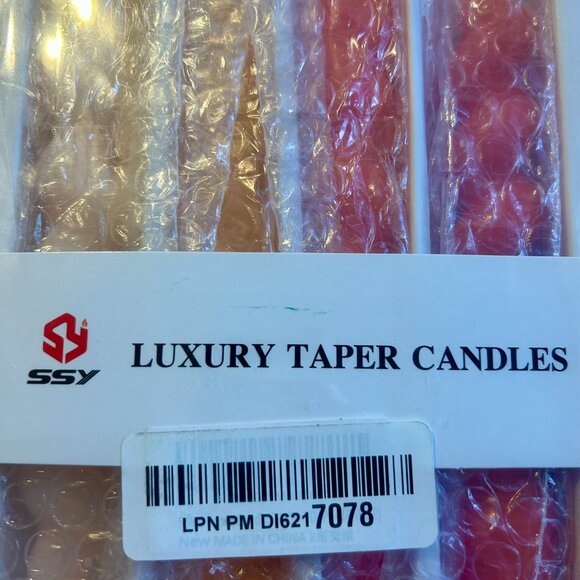 LUXURY TAPER CANDLES
SSY
LPN PM DI6217078
New MADE IN CHINA